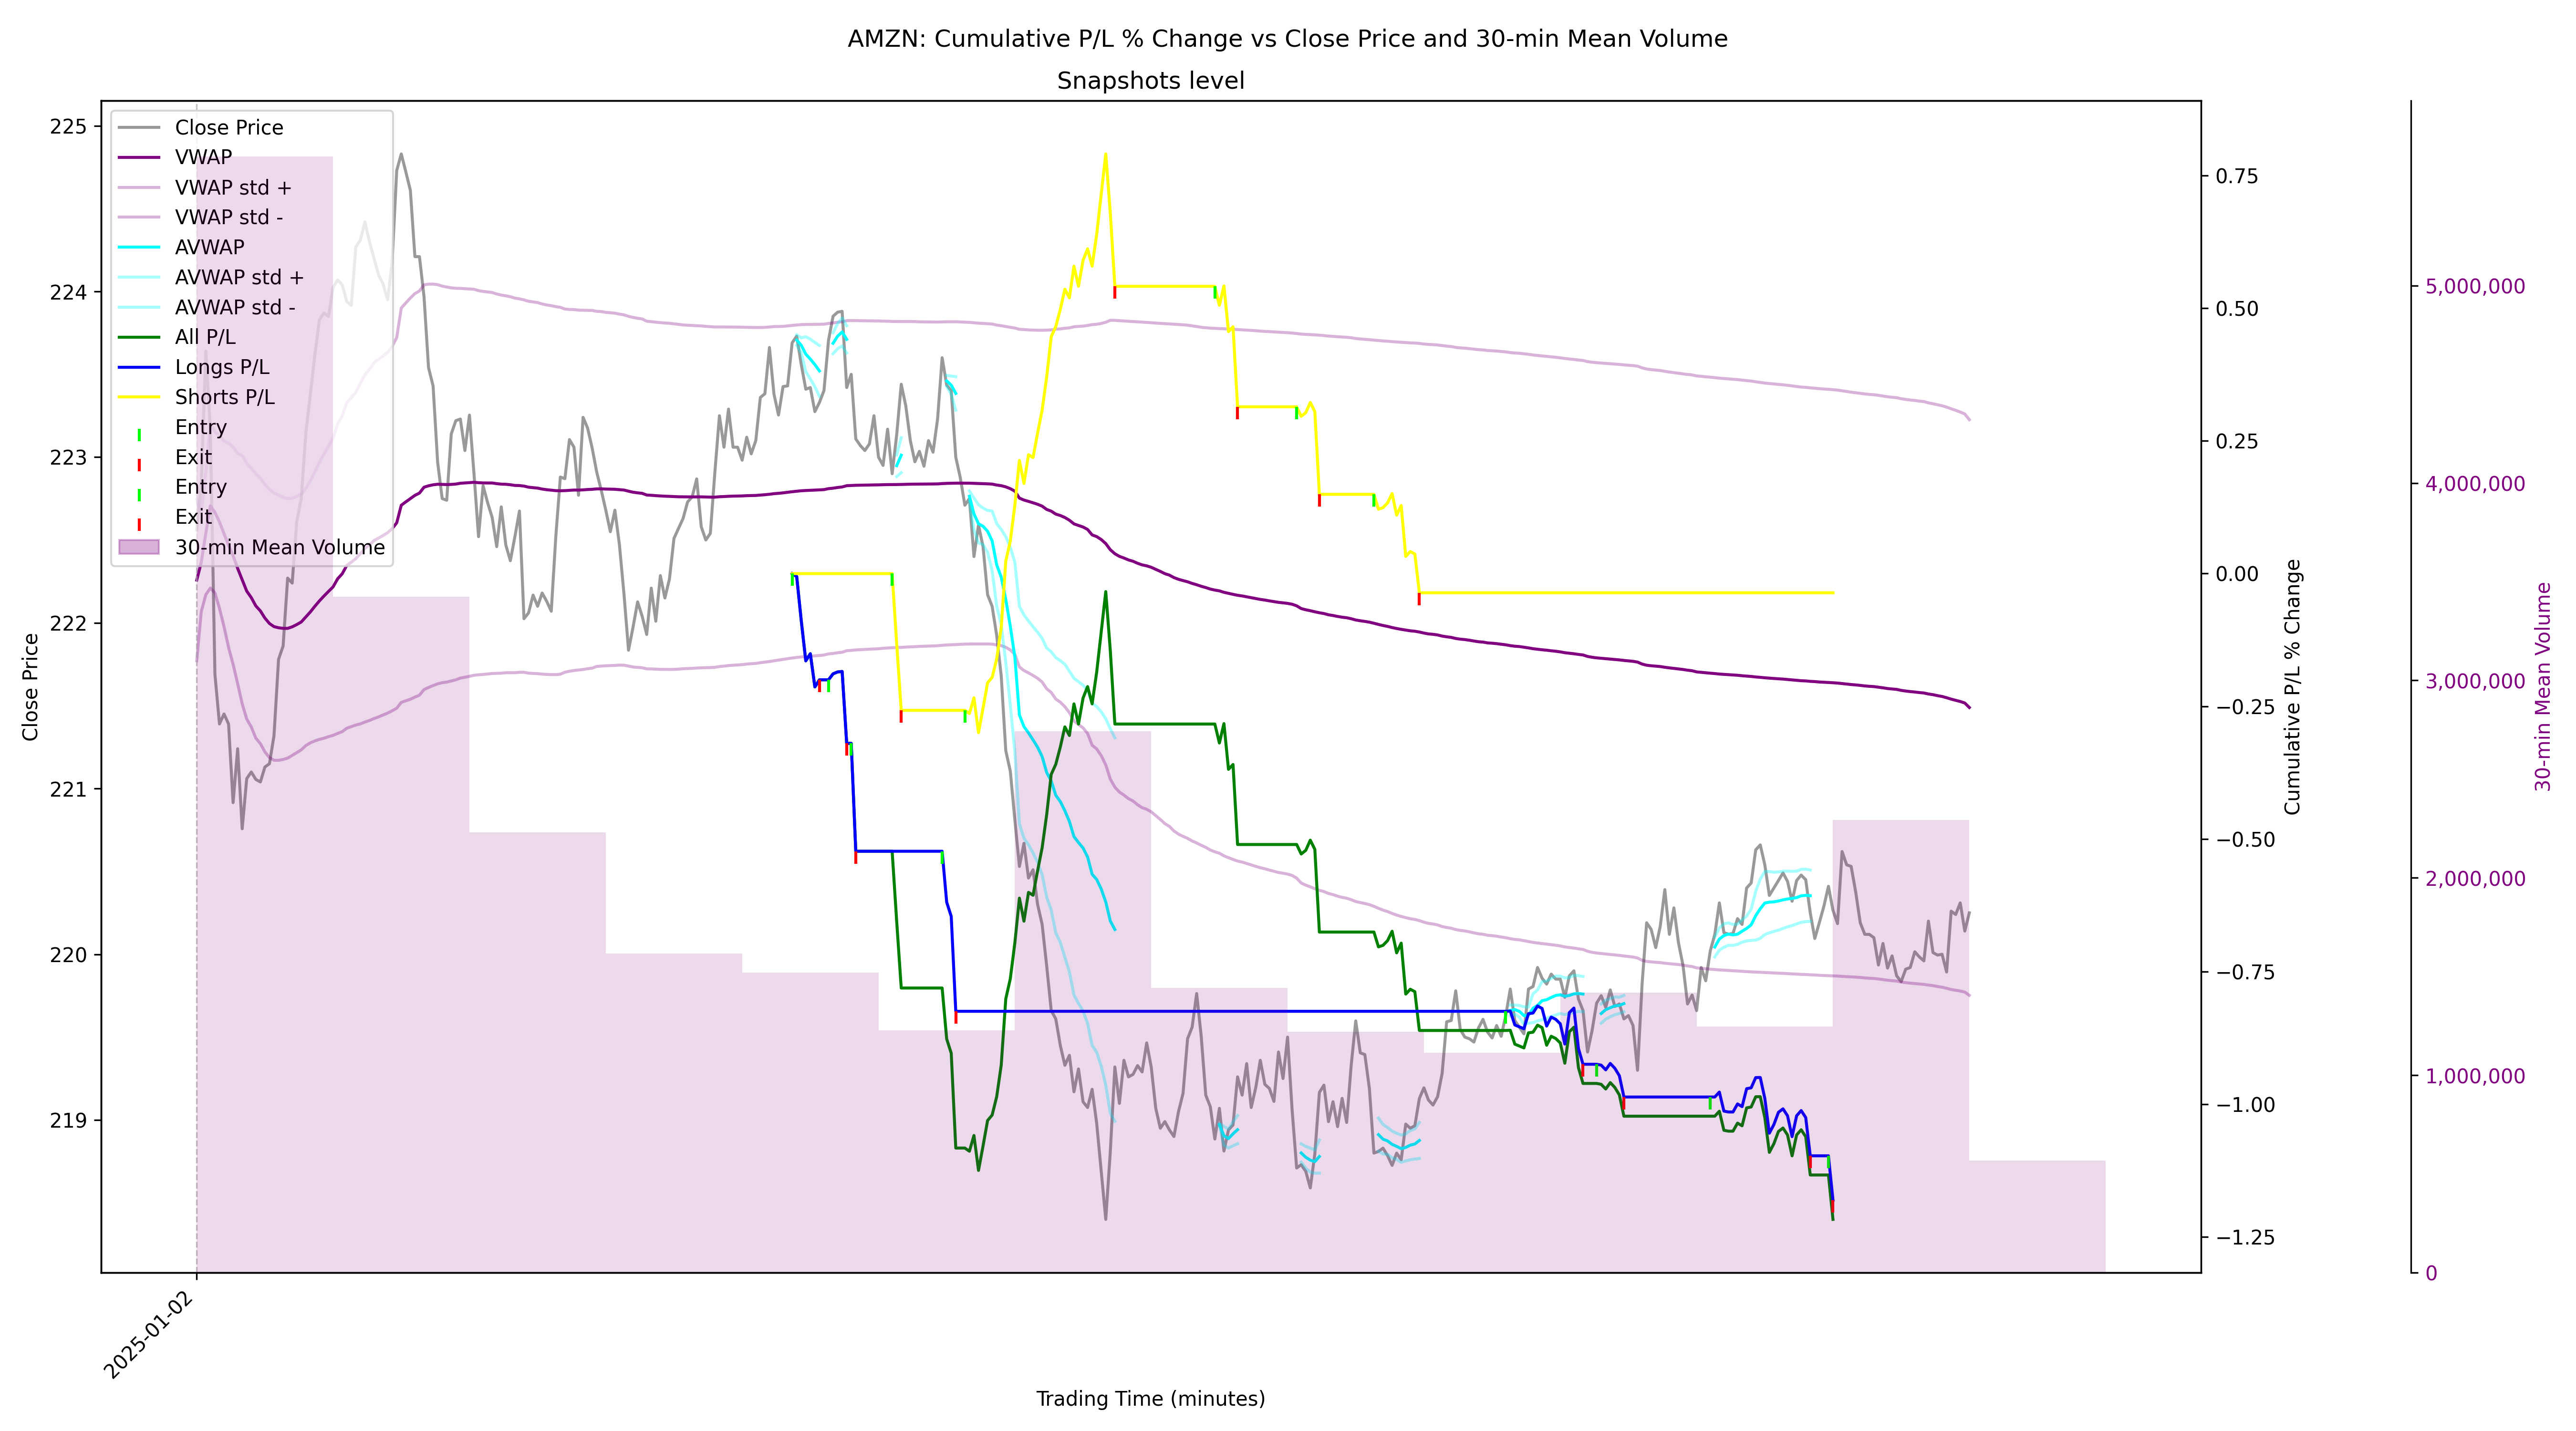 AMZN: Cumulative P/L % Change vs Close Price and 30-min Mean Volume
Snapshots level
Close Price
VWAP
VWAP std +
VWAP std -
AVWAP
AVWAP std +
AVWAP std -
All P/L
Longs P/L
Shorts P/L
Entry
Exit
Entry
Exit
30-min Mean Volume
225
224
223
222
221
220
219
Close Price
0.75
0.50
0.25
0.00
−0.25
−0.50
−0.75
−1.00
−1.25
Cumulative P/L % Change
5,000,000
4,000,000
3,000,000
2,000,000
1,000,000
0
30-min Mean Volume
2025-01-02
Trading Time (minutes)